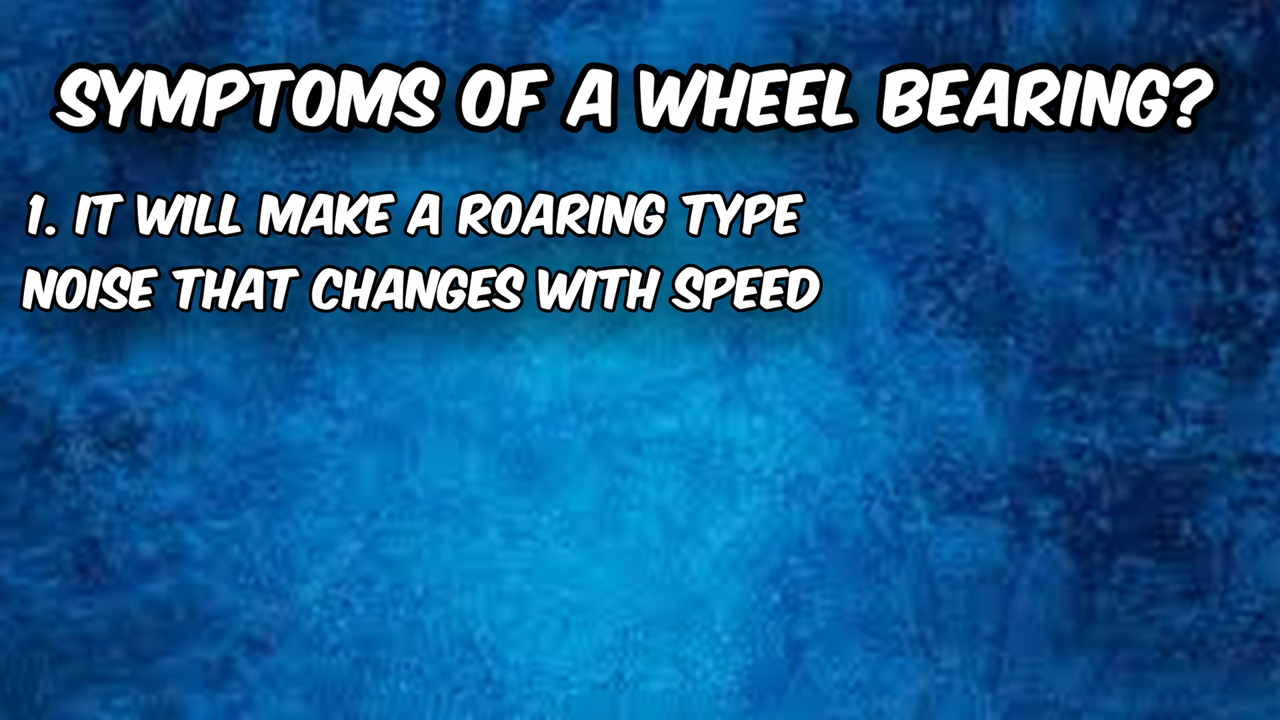 SYMPTOMS OF A WHEEL BEARING?
1. IT WILL MAKE A ROARING TYPE
NOISE THAT CHANGES WITH SPEED